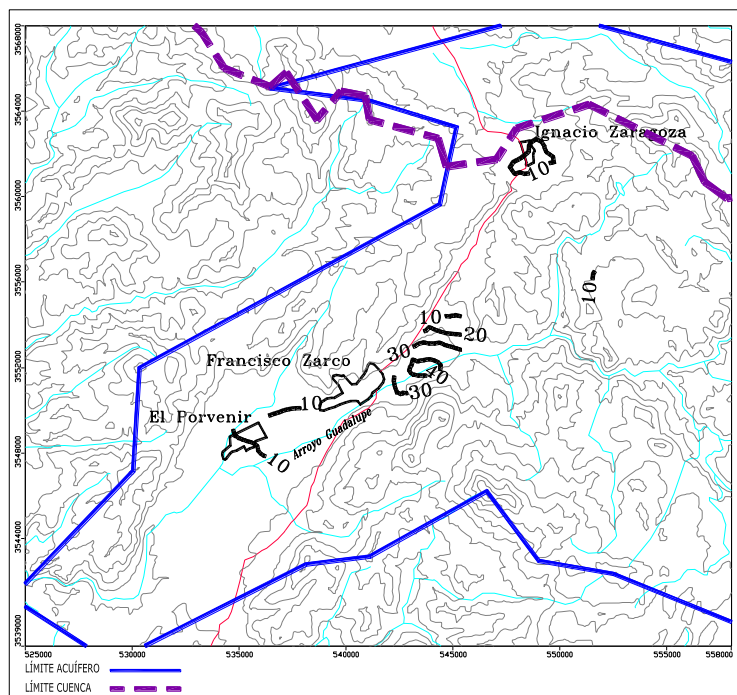 3568000
3564000
3560000
3556000
3552000
3548000
3544000
3539000
Ignacio Zaragoza
10
10
10
20
30
40
30
Francisco Zarco
10
El Porvenir
10
Arroyo Guadalupe
525000 530000 535000 540000 545000 550000 555000 558000
LÍMITE ACUÍFERO
LÍMITE CUENCA